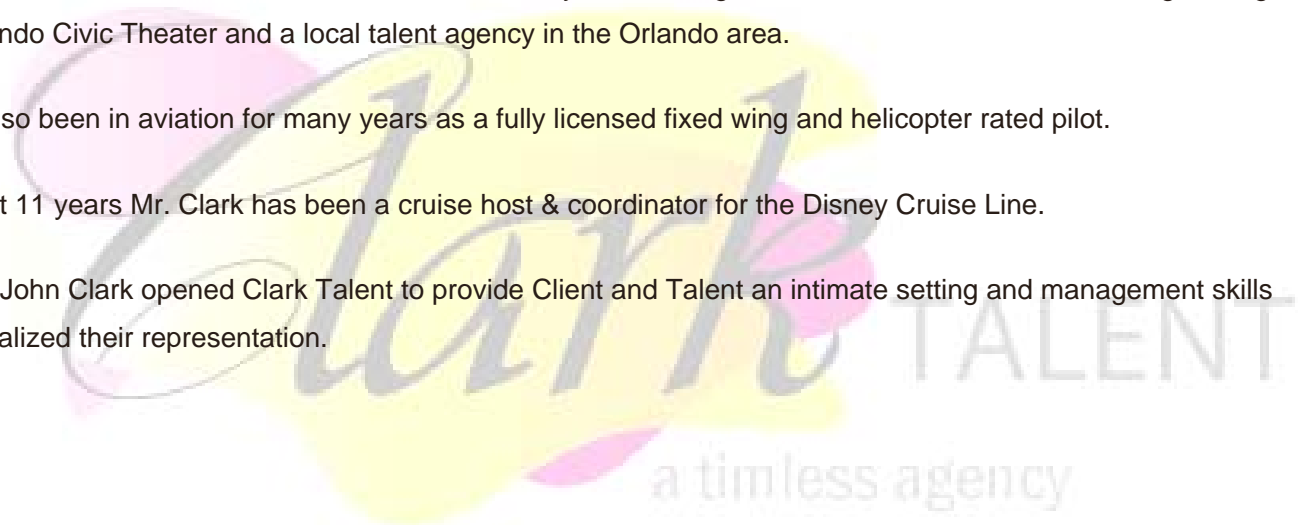 ndo Civic Theater and a local talent agency in the Orlando area.
so been in aviation for many years as a fully licensed fixed wing and helicopter rated pilot.
t 11 years Mr. Clark has been a cruise host & coordinator for the Disney Cruise Line.
John Clark opened Clark Talent to provide Client and Talent an intimate setting and management skills
alized their representation.
Clark TALENT
a timless agency